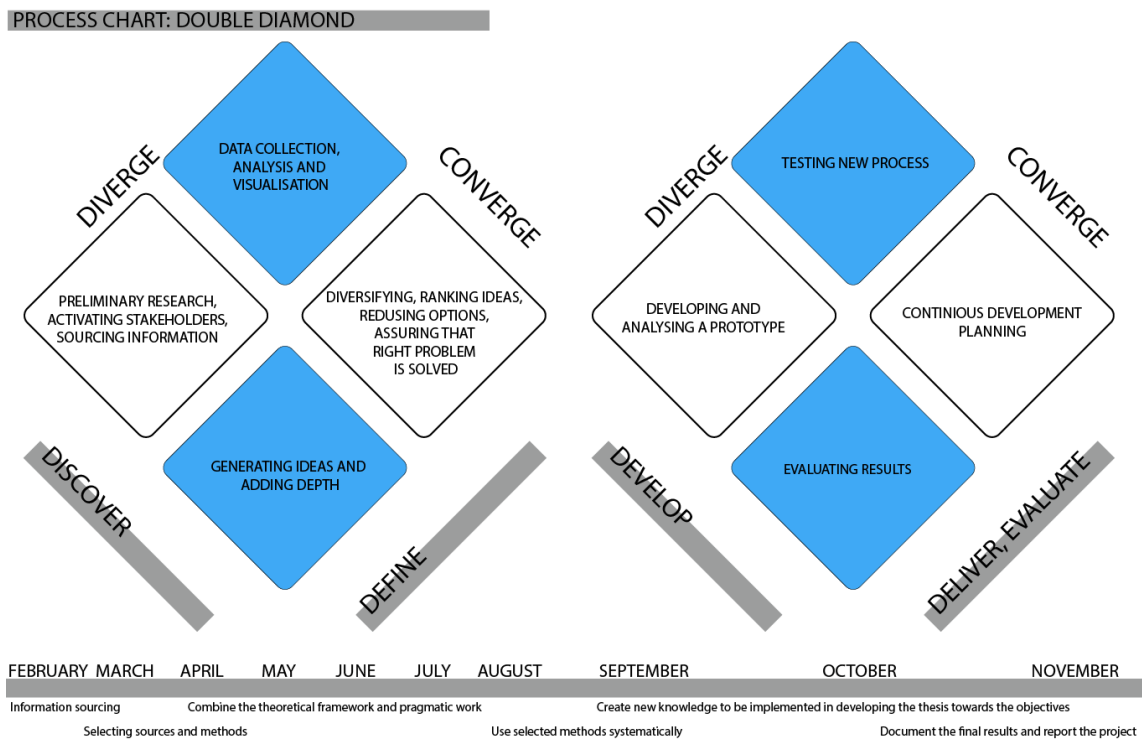 PROCESS CHART: DOUBLE DIAMOND
DIVERGE
CONVERGE
DATA COLLECTION,
ANALYSIS AND
VISUALISATION
PRELIMINARY RESEARCH,
ACTIVATING STAKEHOLDERS,
SOURCING INFORMATION
DIVERSIFYING, RANKING IDEAS,
REDUSING OPTIONS,
ASSURING THAT
RIGHT PROBLEM
IS SOLVED
GENERATING IDEAS AND
ADDING DEPTH
DISCOVER
DEFINE
DIVERGE
CONVERGE
TESTING NEW PROCESS
DEVELOPING AND
ANALYSING A PROTOTYPE
CONTINIOUS DEVELOPMENT
PLANNING
EVALUATING RESULTS
DEVELOP
DELIVER, EVALUATE
FEBRUARY MARCH APRIL MAY JUNE JULY AUGUST SEPTEMBER OCTOBER NOVEMBER
Information sourcing Combine the theoretical framework and pragmatic work Create new knowledge to be implemented in developing the thesis towards the objectives
Selecting sources and methods Use selected methods systematically Document the final results and report the project